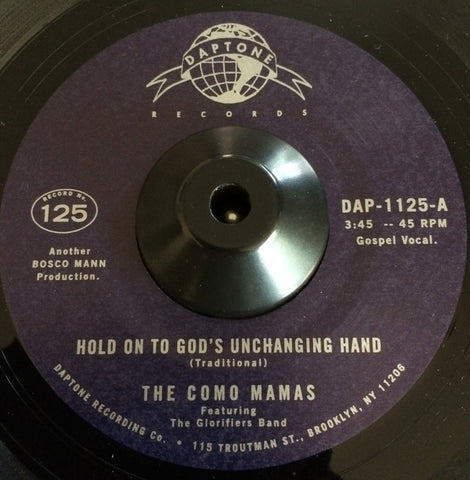 DAPTONE
RECORDS
RECORD No.
125
Another
BOSCO MANN
Production.
DAP-1125-A
3:45 -- 45 RPM
Gospel Vocal.
HOLD ON TO GOD'S UNCHANGING HAND
(Traditional)
THE COMO MAMAS
Featuring
The Glorifiers Band
DAPTONE RECORDING Co. • 115 TROUTMAN ST., BROOKLYN, NY 11206